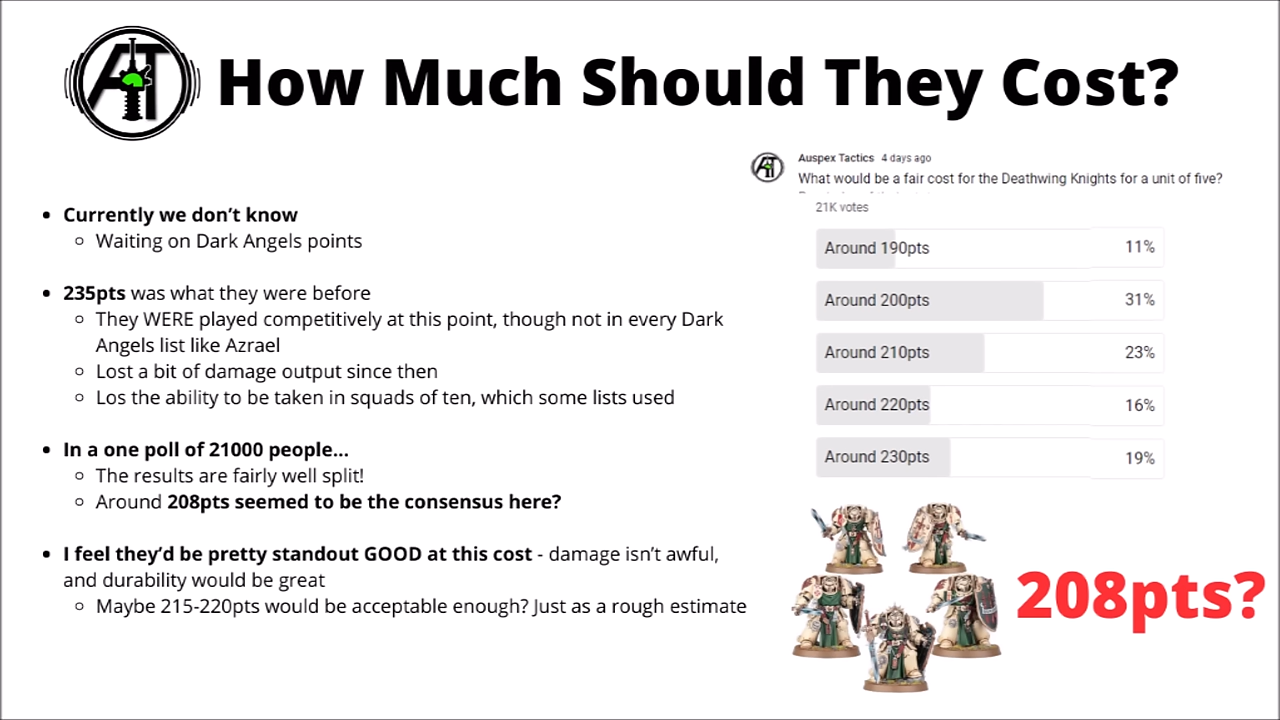 AT
How Much Should They Cost?
Auspex Tactics 4 days ago
What would be a fair cost for the Deathwing Knights for a unit of five?
21K votes
Around 190pts 11%
Around 200pts 31%
Around 210pts 23%
Around 220pts 16%
Around 230pts 19%
• Currently we don't know
○ Waiting on Dark Angels points
• 235pts was what they were before
○ They WERE played competitively at this point, though not in every Dark
Angels list like Azrael
○ Lost a bit of damage output since then
○ Los the ability to be taken in squads of ten, which some lists used
• In a one poll of 21000 people...
○ The results are fairly well split!
○ Around 208pts seemed to be the consensus here?
• I feel they'd be pretty standout GOOD at this cost - damage isn't awful,
and durability would be great
○ Maybe 215-220pts would be acceptable enough? Just as a rough estimate
208pts?